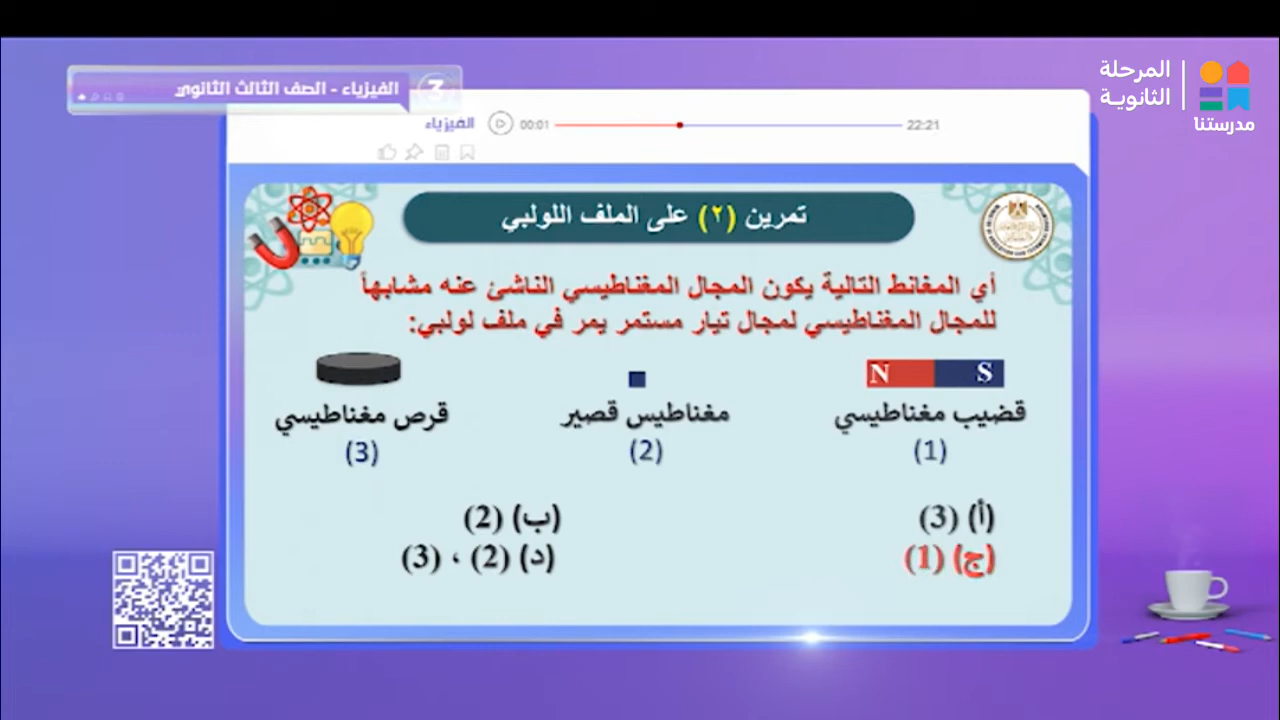 المرحلة
الثانوية
مدرستنا
3
الفيزياء - الصف الثالث الثانوي
الفيزياء
00:01
22:21
تمرين (٢) على الملف اللولبي
أي المغانط التالية يكون المجال المغناطيسي الناشئ عنه مشابهاً
للمجال المغناطيسي لمجال تيار مستمر يمر في ملف لولبي:
N S
قضيب مغناطيسي
(1)
مغناطيس قصير
(2)
قرص مغناطيسي
(3)
(أ) (3)
(ب) (2)
(ج) (1)
(د) (2) ، (3)